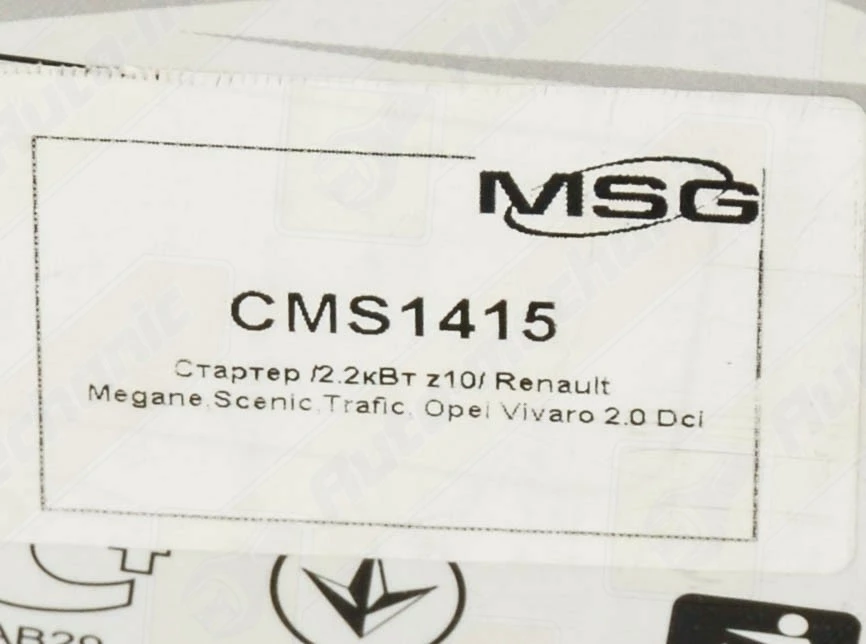 MSG
CMS1415
Стартер /2.2кВт z10/ Renault
Megane,Scenic,Trafic, Opel Vivaro 2.0 Dci